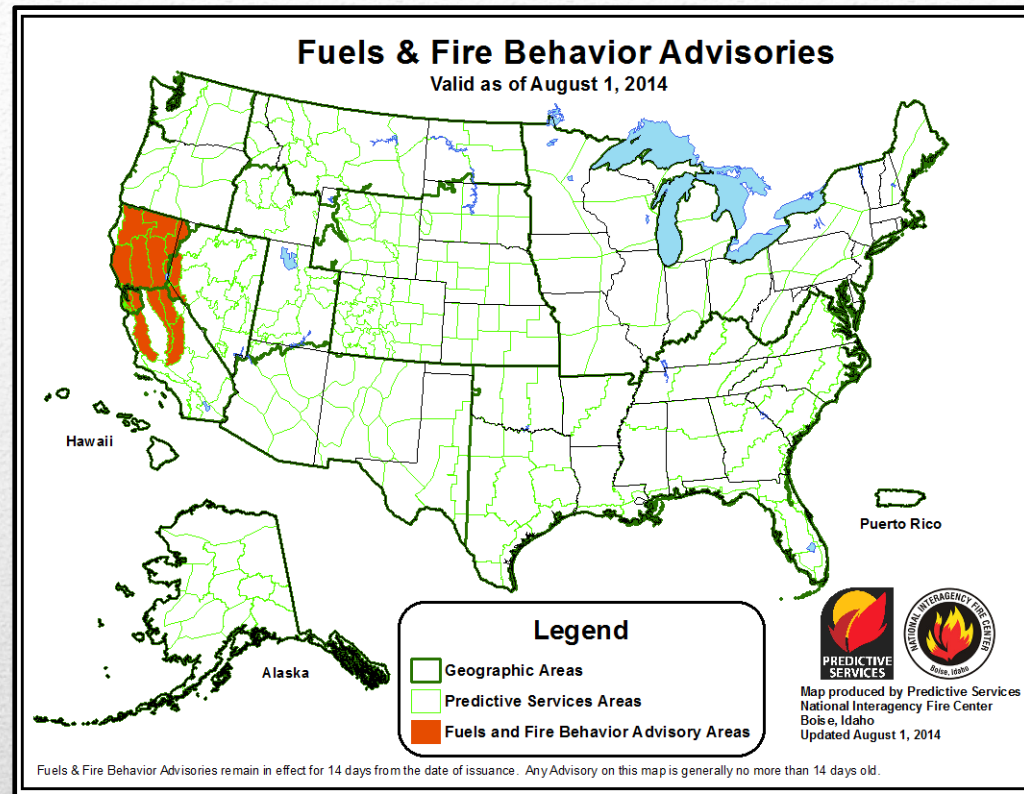 Fuels & Fire Behavior Advisories
Valid as of August 1, 2014
Hawaii
Puerto Rico
Alaska
Legend
Geographic Areas
Predictive Services Areas
Fuels and Fire Behavior Advisory Areas
PREDICTIVE
SERVICES
NATIONAL INTERAGENCY FIRE CENTER
Boise, Idaho
Map produced by Predictive Services
National Interagency Fire Center
Boise, Idaho
Updated August 1, 2014
Fuels & Fire Behavior Advisories remain in effect for 14 days from the date of issuance. Any Advisory on this map is generally no more than 14 days old.